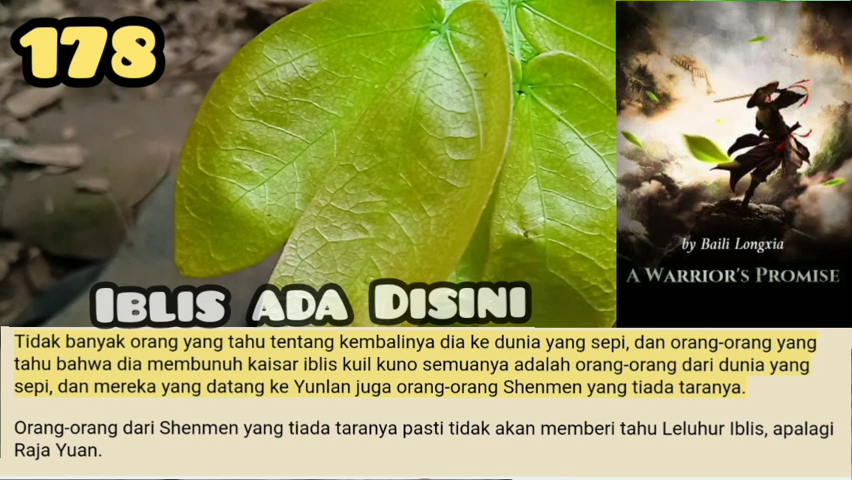 178
by Baili Longxia
A WARRIOR'S PROMISE
IBLIS ADA DISINI
Tidak banyak orang yang tahu tentang kembalinya dia ke dunia yang sepi, dan orang-orang yang
tahu bahwa dia membunuh kaisar iblis kuil kuno semuanya adalah orang-orang dari dunia yang
sepi, dan mereka yang datang ke Yunlan juga orang-orang Shenmen yang tiada taranya.
Orang-orang dari Shenmen yang tiada taranya pasti tidak akan memberi tahu Leluhur Iblis, apalagi
Raja Yuan.